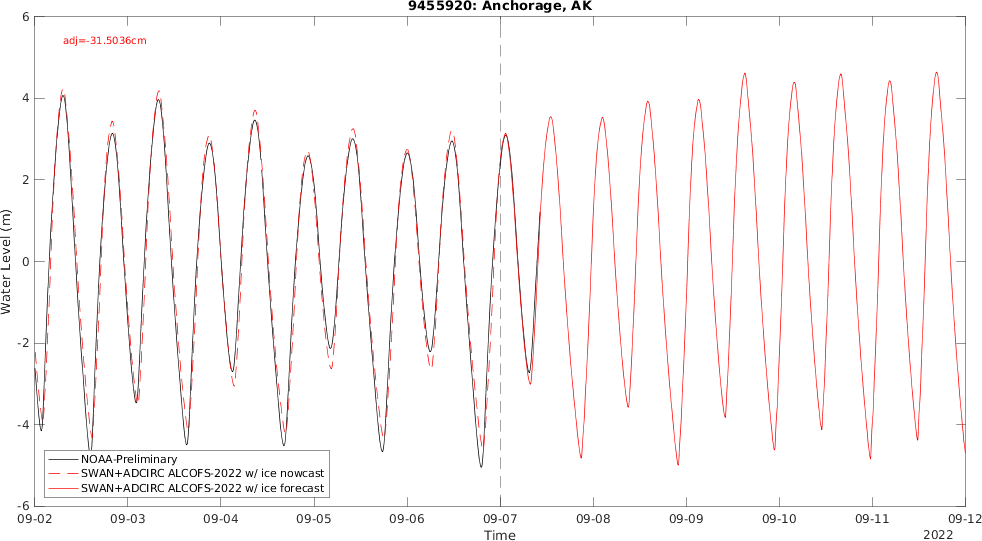 9455920: Anchorage, AK
adj=-31.5036cm
6
4
2
0
-2
-4
-6
Water Level (m)
NOAA-Preliminary
SWAN+ADCIRC ALCOFS-2022 w/ ice nowcast
SWAN+ADCIRC ALCOFS-2022 w/ ice forecast
09-02 09-03 09-04 09-05 09-06 09-07 09-08 09-09 09-10 09-11 09-12
Time
2022